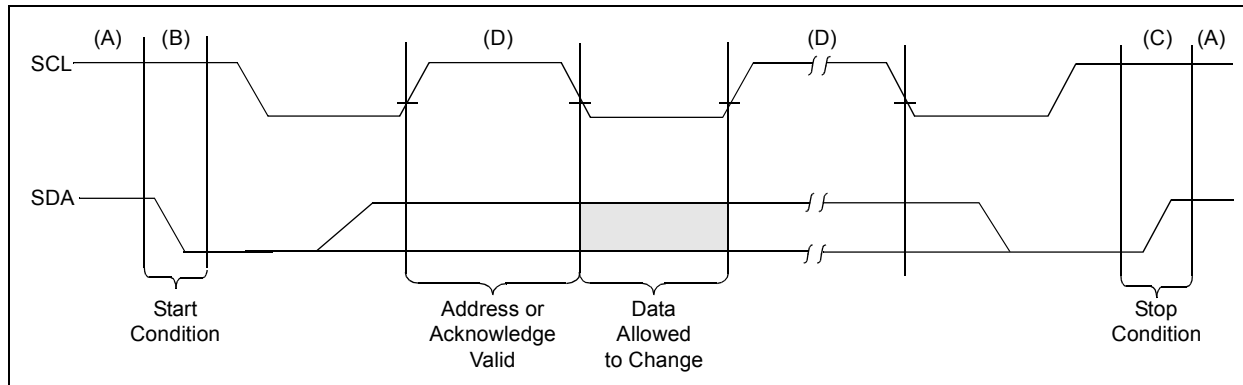 (A) (B) (D) (D) (C) (A)
SCL
SDA
Start
Condition
Address or
Acknowledge
Valid
Data
Allowed
to Change
Stop
Condition